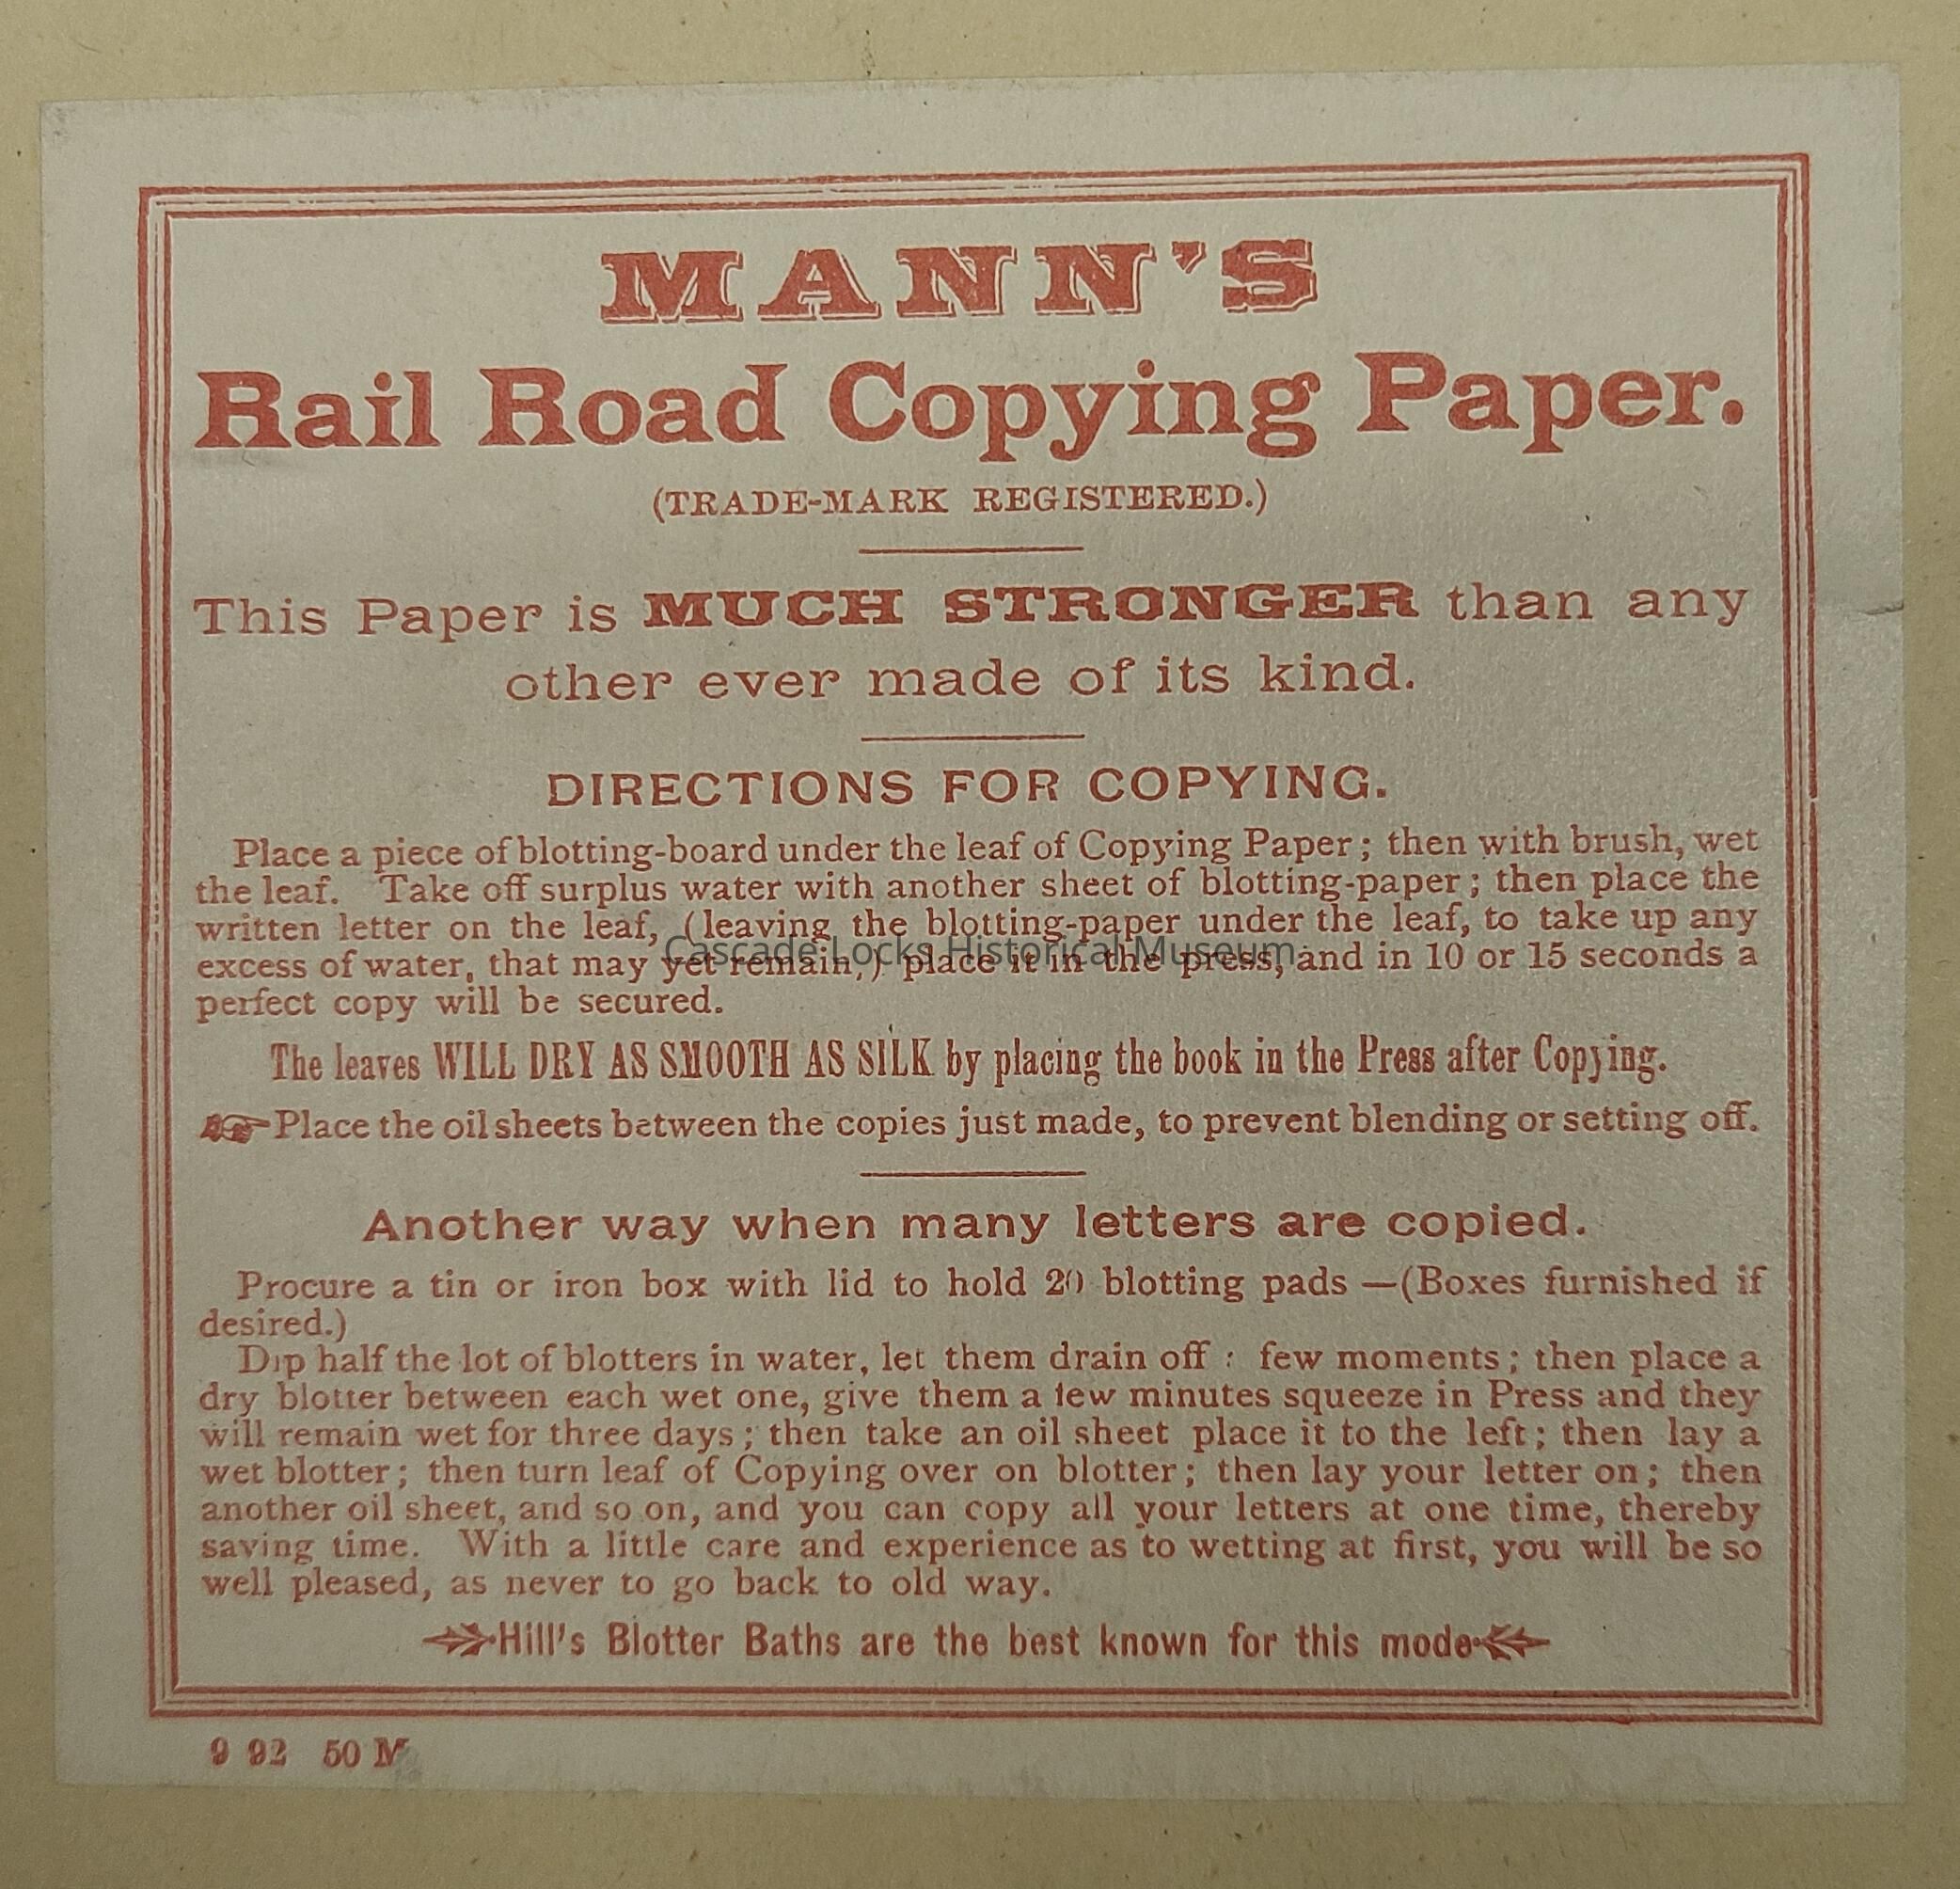 MANN'S
Rail Road Copying Paper.
(TRADE-MARK REGISTERED.)
This Paper is MUCH STRONGER than any
other ever made of its kind.
DIRECTIONS FOR COPYING.
Place a piece of blotting-board under the leaf of Copying Paper; then with brush, wet
the leaf. Take off surplus water with another sheet of blotting-paper; then place the
written letter on the leaf, (leaving the blotting-paper under the leaf, to take up any
excess of water, that may yet remain,) place it in the press, and in 10 or 15 seconds a
Cascade Locks Historical Museum
perfect copy will be secured.
The leaves WILL DRY AS SMOOTH AS SILK by placing the book in the Press after Copying.
☞Place the oil sheets between the copies just made, to prevent blending or setting off.
Another way when many letters are copied.
Procure a tin or iron box with lid to hold 20 blotting pads —(Boxes furnished if
desired.)
Dip half the lot of blotters in water, let them drain off : few moments; then place a
dry blotter between each wet one, give them a few minutes squeeze in Press and they
will remain wet for three days; then take an oil sheet place it to the left; then lay a
wet blotter; then turn leaf of Copying over on blotter; then lay your letter on; then
another oil sheet, and so on, and you can copy all your letters at one time, thereby
saving time. With a little care and experience as to wetting at first, you will be so
well pleased, as never to go back to old way.
Hill's Blotter Baths are the best known for this mode
9 92 50 M